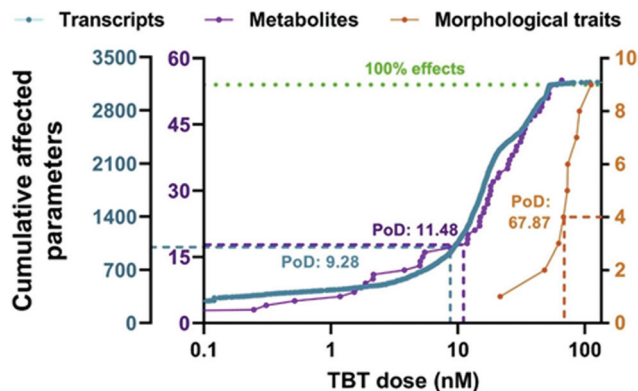 Transcripts Metabolites Morphological traits
3500 60 10
100% effects
2800 8
45
2100 6
30 PoD:
67.87
1400 PoD: 11.48 4
PoD: 9.28
15
700 2
0 0 0
0.1 1 10 100
TBT dose (nM)
Cumulative affected
parameters